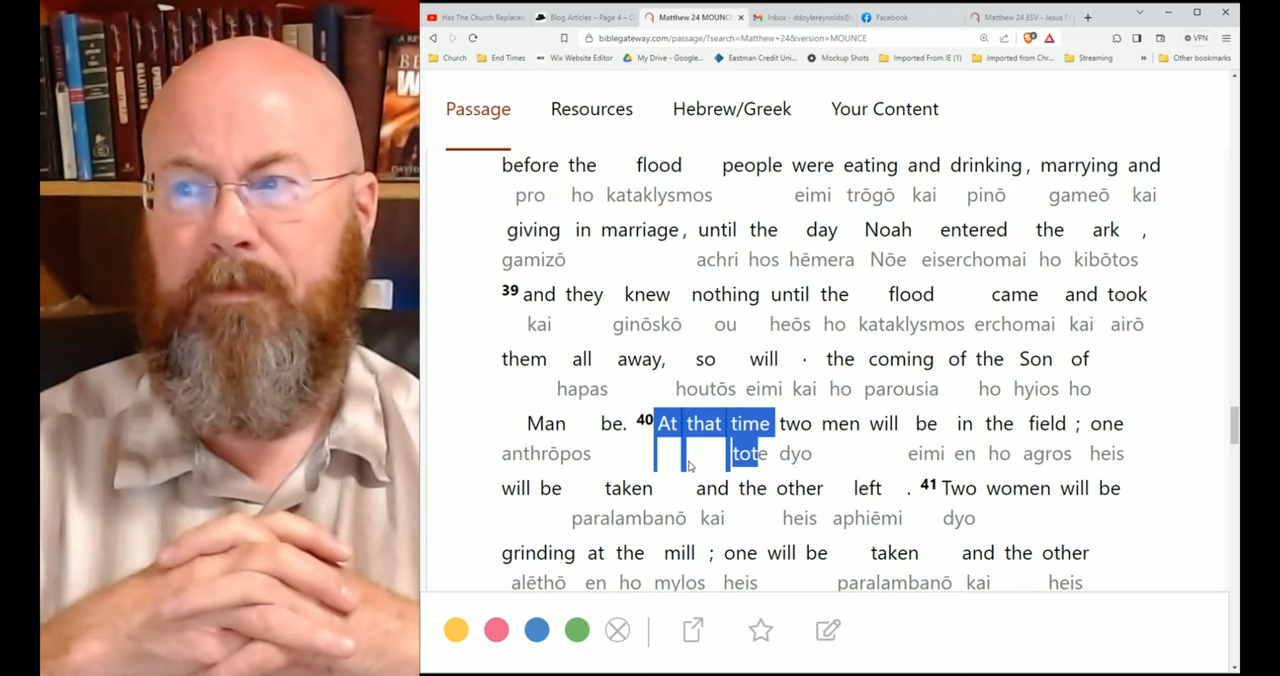 Has The Church Replace
Blog Articles – Page 4 – C
Matthew 24 MOUNC
Inbox - ddoylereynolds@
Facebook
Matthew 24 ESV - Jesus F
biblegateway.com/passage/?search=Matthew+24&version=MOUNCE
VPN
Church
End Times
Wix Website Editor
My Drive - Google...
Eastman Credit Uni...
Mockup Shots
Imported From IE (1)
Imported from Chr...
Streaming
»
Other bookmarks
Passage Resources Hebrew/Greek Your Content
before the flood people were eating and drinking, marrying and
pro ho kataklysmos eimi trōgō kai pinō gameō kai
giving in marriage, until the day Noah entered the ark ,
gamizō achri hos hēmera Nōe eiserchomai ho kibōtos
39 and they knew nothing until the flood came and took
kai ginōskō ou heōs ho kataklysmos erchomai kai airō
them all away, so will · the coming of the Son of
hapas houtōs eimi kai ho parousia ho hyios ho
Man be. 40 At that time two men will be in the field ; one
anthrōpos tote dyo eimi en ho agros heis
will be taken and the other left . 41 Two women will be
paralambanō kai heis aphiēmi dyo
grinding at the mill ; one will be taken and the other
alēthō en ho mylos heis paralambanō kai heis